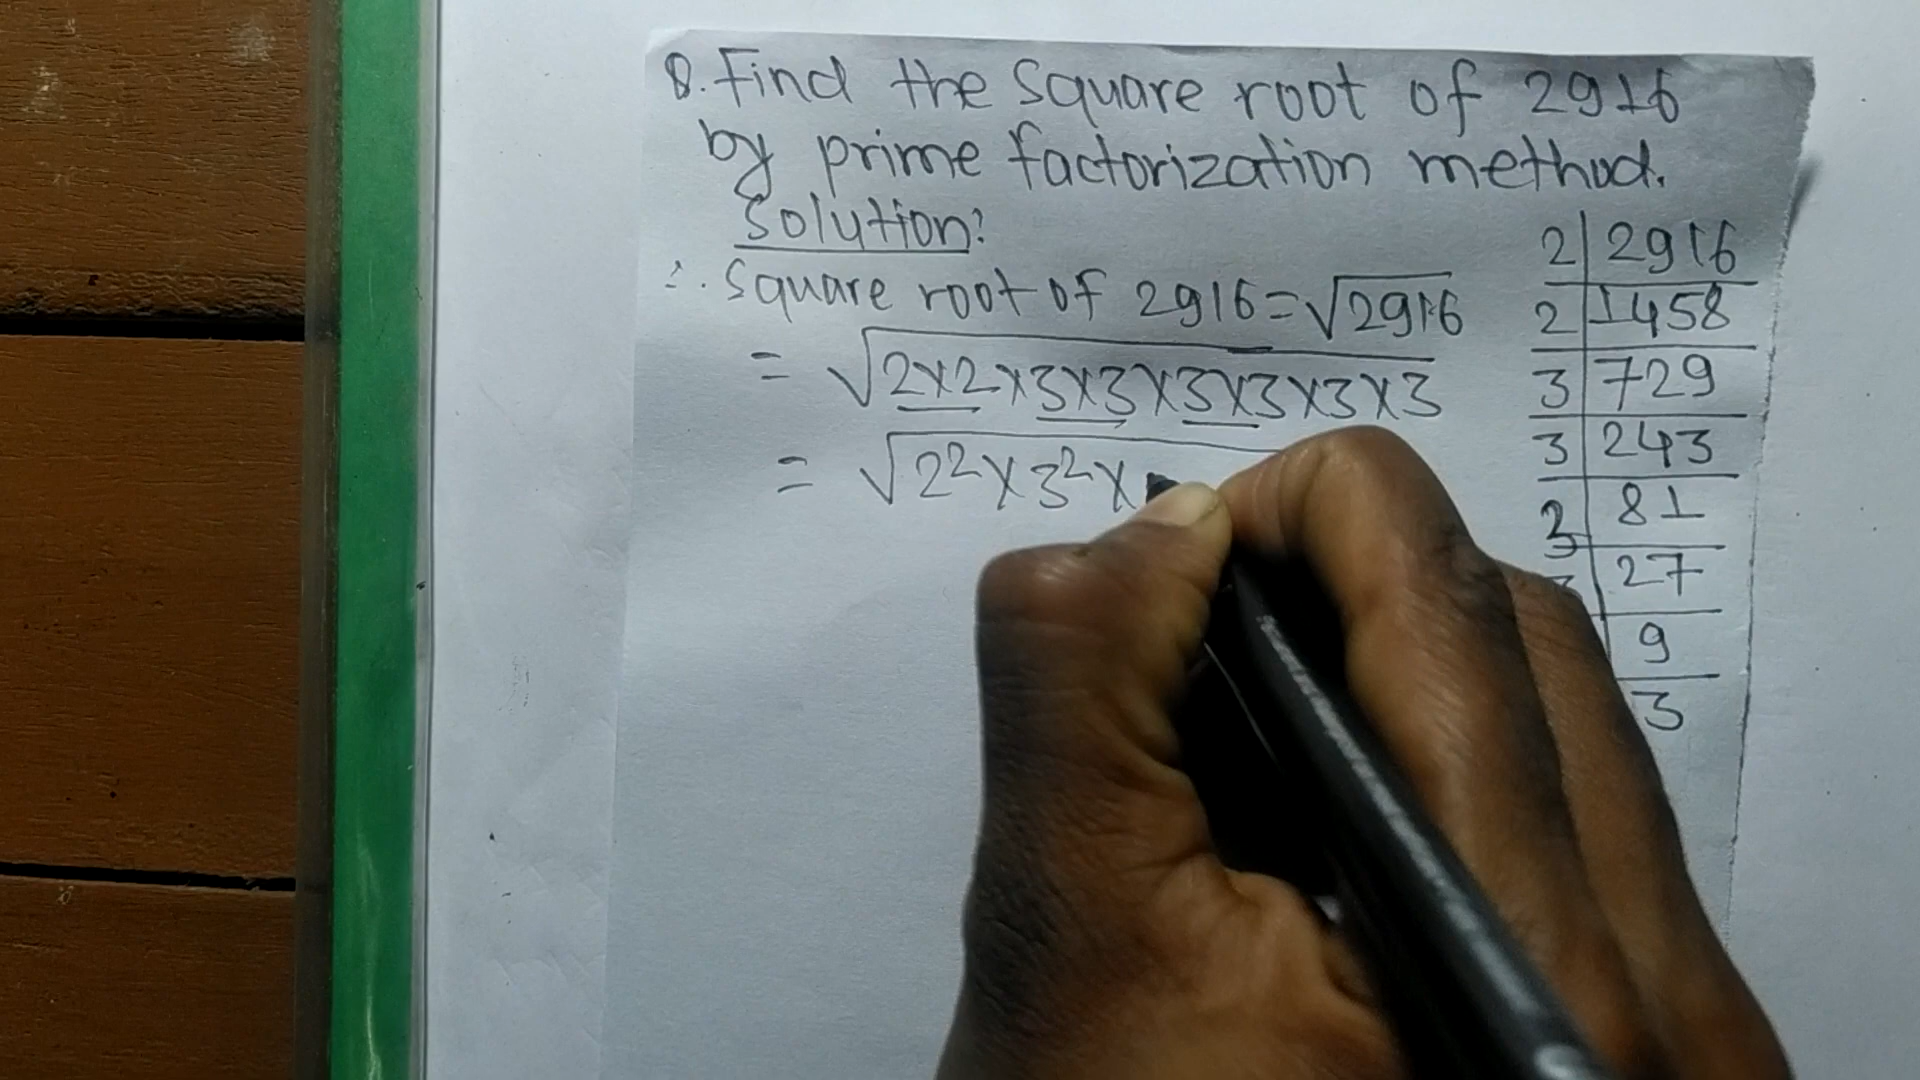 Q. Find the square root of 2916
by prime factorization method.
Solution:
∴ Square root of 2916 = √2916
= √2×2×3×3×3×3×3×3
= √2²×3²×
2 | 2916
2 | 1458
3 | 729
3 | 243
3 | 81
27
9
3